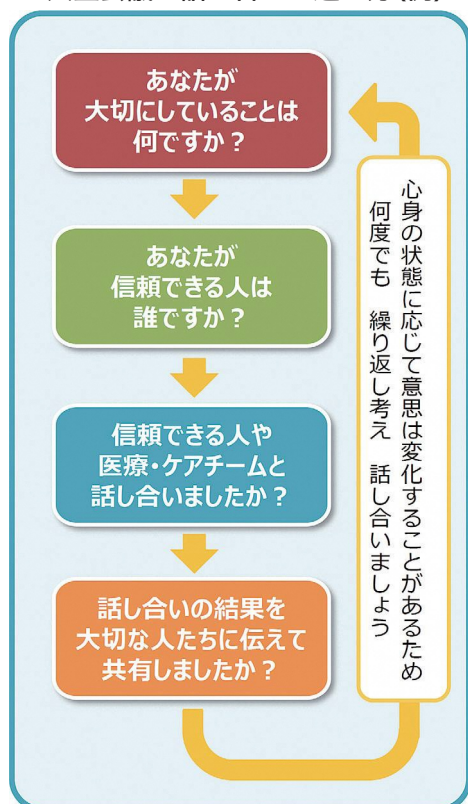 あなたが
大切にしていることは
何ですか？
あなたが
信頼できる人は
誰ですか？
信頼できる人や
医療・ケアチームと
話し合いましたか？
話し合いの結果を
大切な人たちに伝えて
共有しましたか？
心身の状態に応じて意思は変化することがあるため
何度でも　繰り返し考え　話し合いましょう